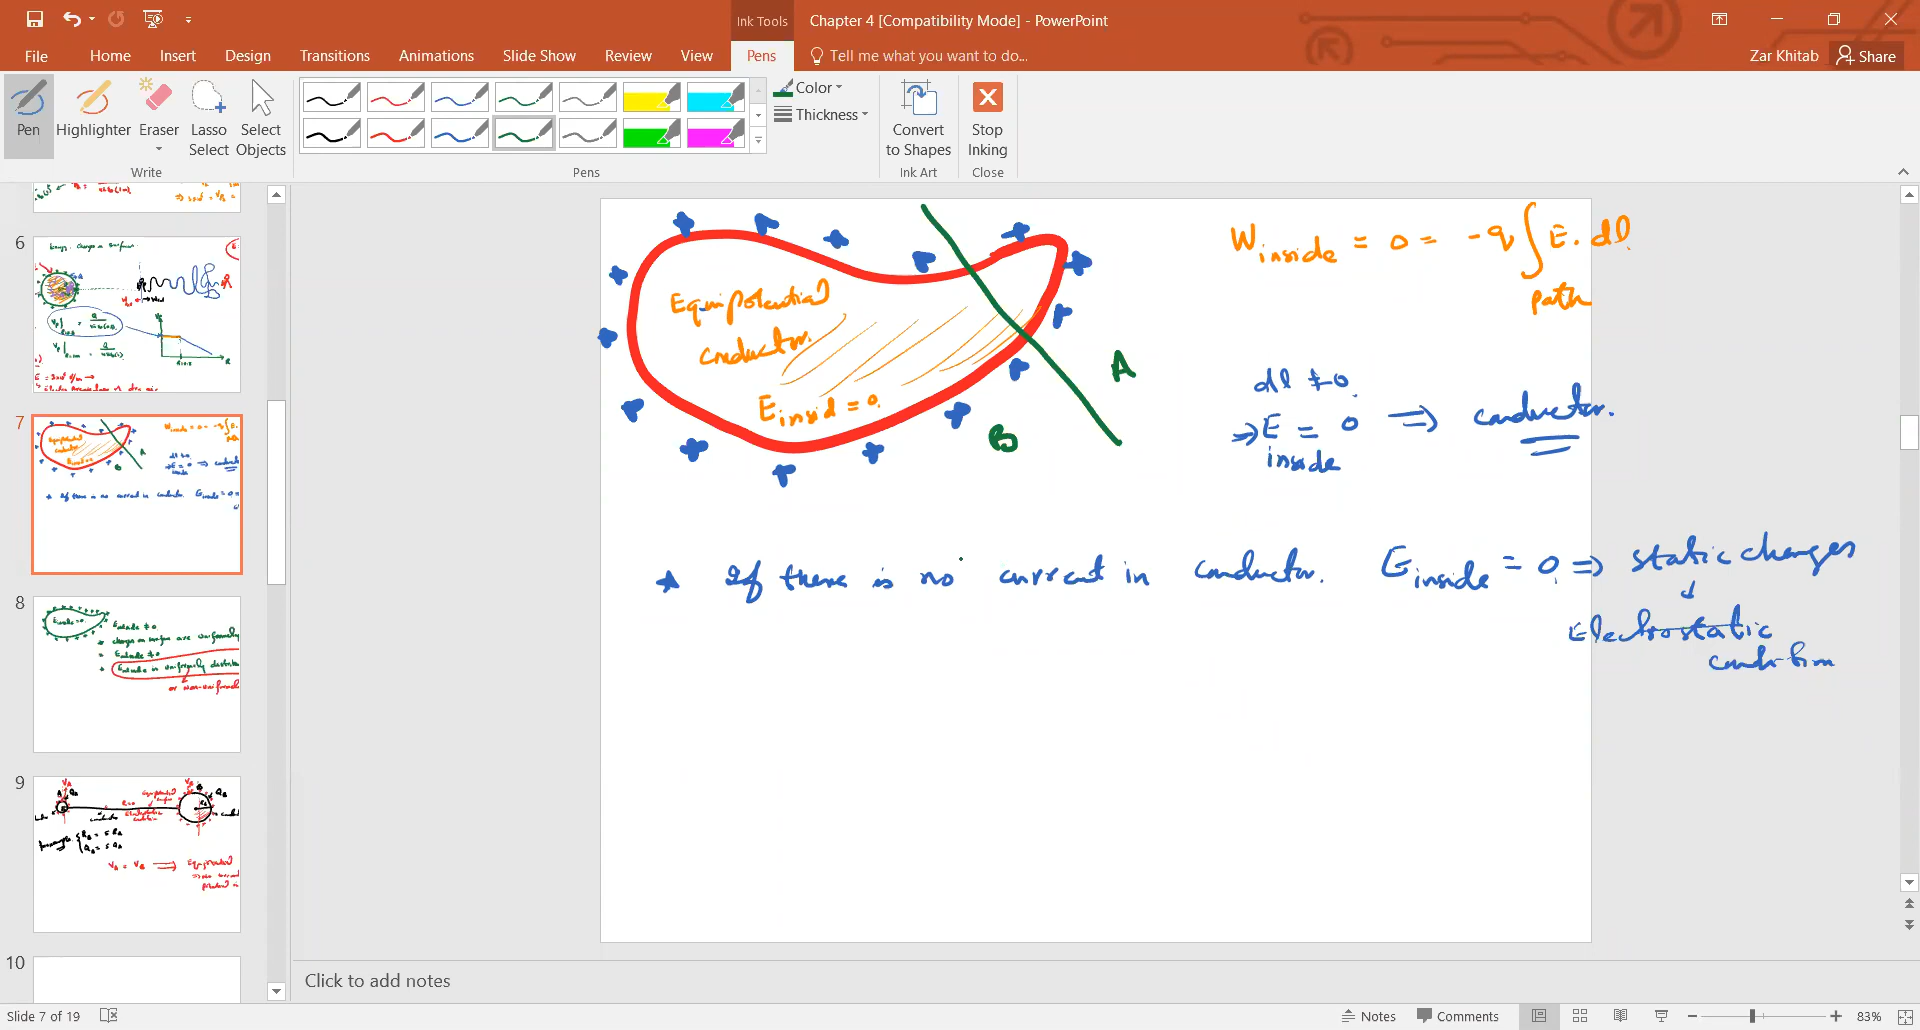 Ink Tools
Chapter 4 [Compatibility Mode] - PowerPoint
File Home Insert Design Transitions Animations Slide Show Review View Pens Tell me what you want to do...
Zar Khitab Share
Pen Highlighter Eraser Lasso Select Select Objects
Color
Thickness
Convert to Shapes
Stop Inking
Write
Pens
Ink Art
Close
6
7
8
9
10
Equipotential
conductor.
E insid = 0.
A
B
W inside = 0 = -q ∫ E. dl
path
dl ≠ 0
→ E = 0 ⇒ conductor.
inside
If there is no current in conductor. E inside = 0 ⇒ static charges
↓
Electrostatic
condition
Click to add notes
Slide 7 of 19
Notes Comments
83%